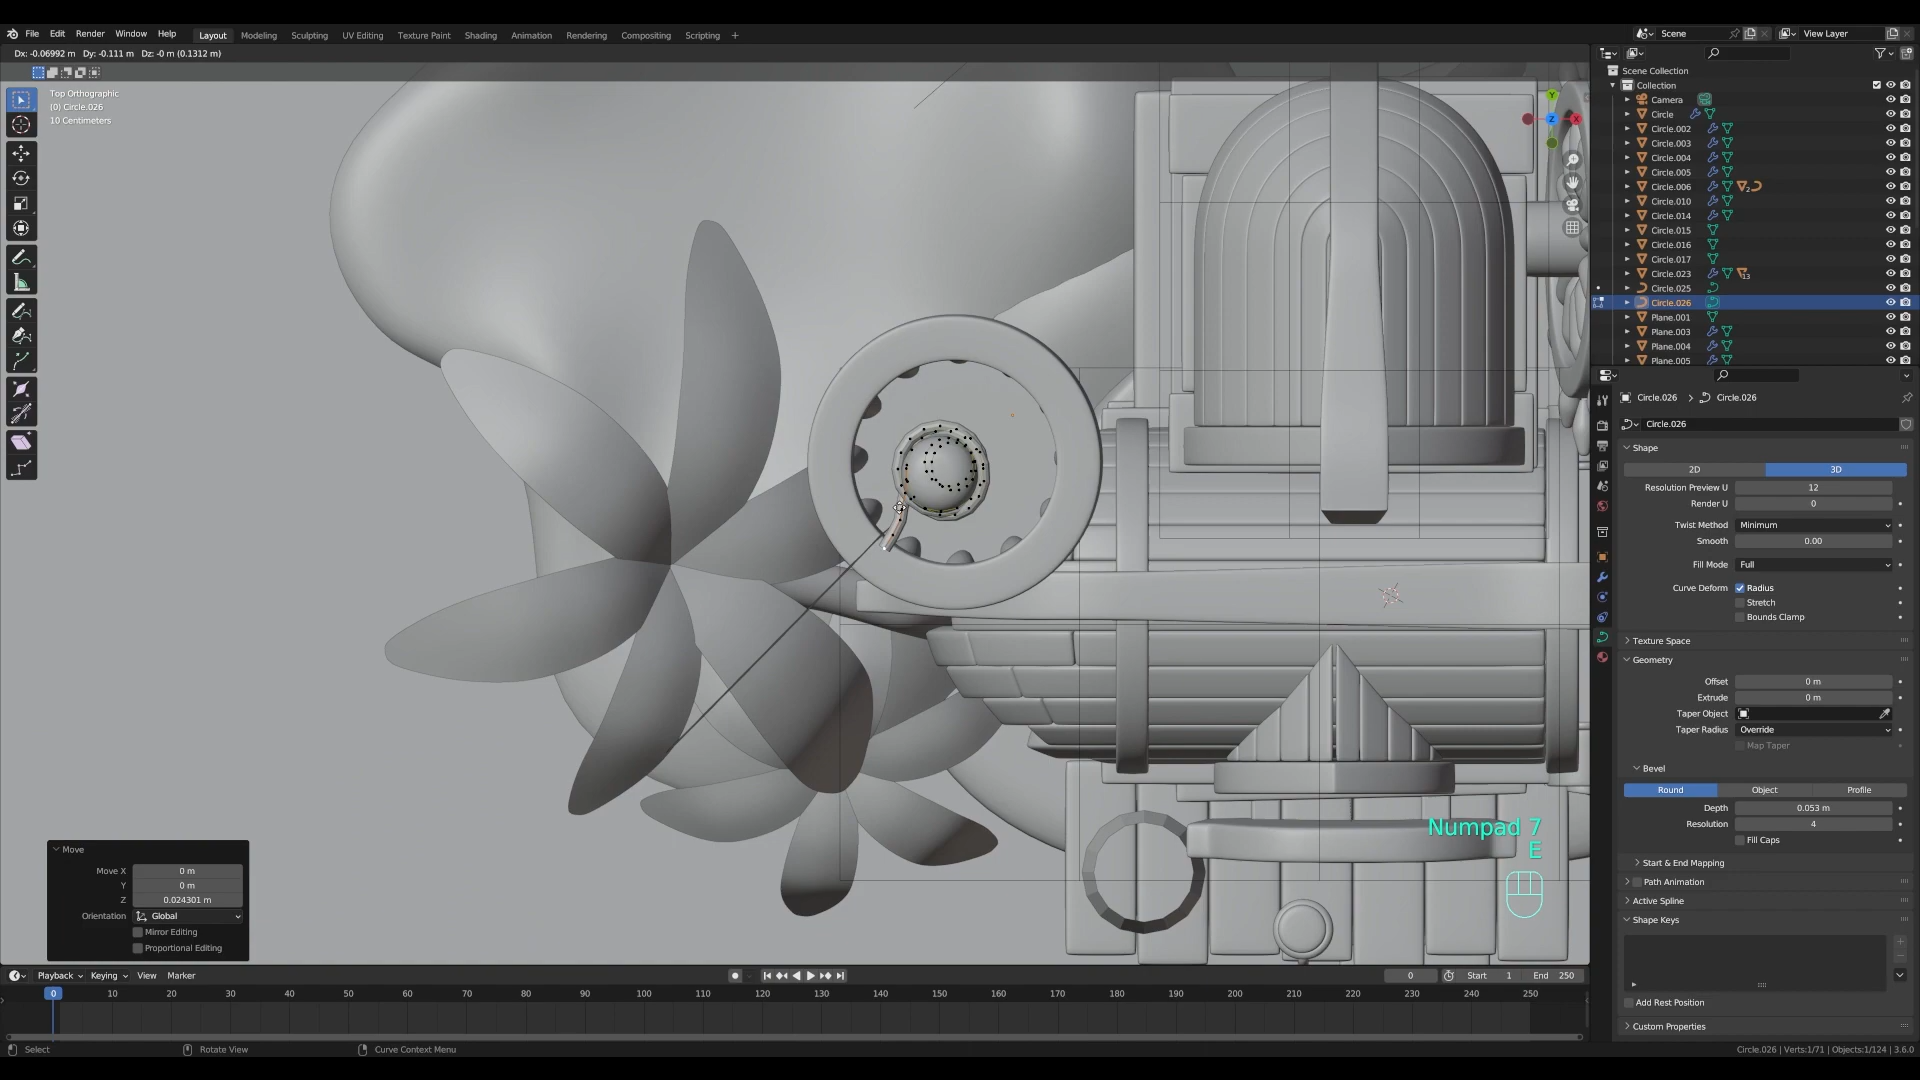 File Edit Render Window Help Layout Modeling Sculpting UV Editing Texture Paint Shading Animation Rendering Compositing Scripting + Scene View Layer
Dx: -0.06992 m Dy: -0.111 m Dz: -0 m (0.1312 m)
Top Orthographic
(0) Circle.026
10 Centimeters
Y
Z
X
Scene Collection
Collection
Camera
Circle
Circle.002
Circle.003
Circle.004
Circle.005
Circle.006 2
Circle.010
Circle.014
Circle.015
Circle.016
Circle.017
Circle.023 13
Circle.025
Circle.026
Plane.001
Plane.003
Plane.004
Plane.005
Circle.026 > Circle.026
Circle.026
Shape
2D 3D
Resolution Preview U 12
Render U 0
Twist Method Minimum
Smooth 0.00
Fill Mode Full
Curve Deform Radius
Stretch
Bounds Clamp
Texture Space
Geometry
Offset 0 m
Extrude 0 m
Taper Object
Taper Radius Override
Map Taper
Bevel
Round Object Profile
Depth 0.053 m
Resolution 4
Fill Caps
Start & End Mapping
Path Animation
Active Spline
Shape Keys
Add Rest Position
Custom Properties
Numpad 7
E
Move
Move X 0 m
Y 0 m
Z 0.024301 m
Orientation Global
Mirror Editing
Proportional Editing
Playback Keying View Marker 0 Start 1 End 250
0 10 20 30 40 50 60 70 80 90 100 110 120 130 140 150 160 170 180 190 200 210 220 230 240 250
Select Rotate View Curve Context Menu Circle.026 | Verts:1/71 | Objects:1/124 | 3.6.0